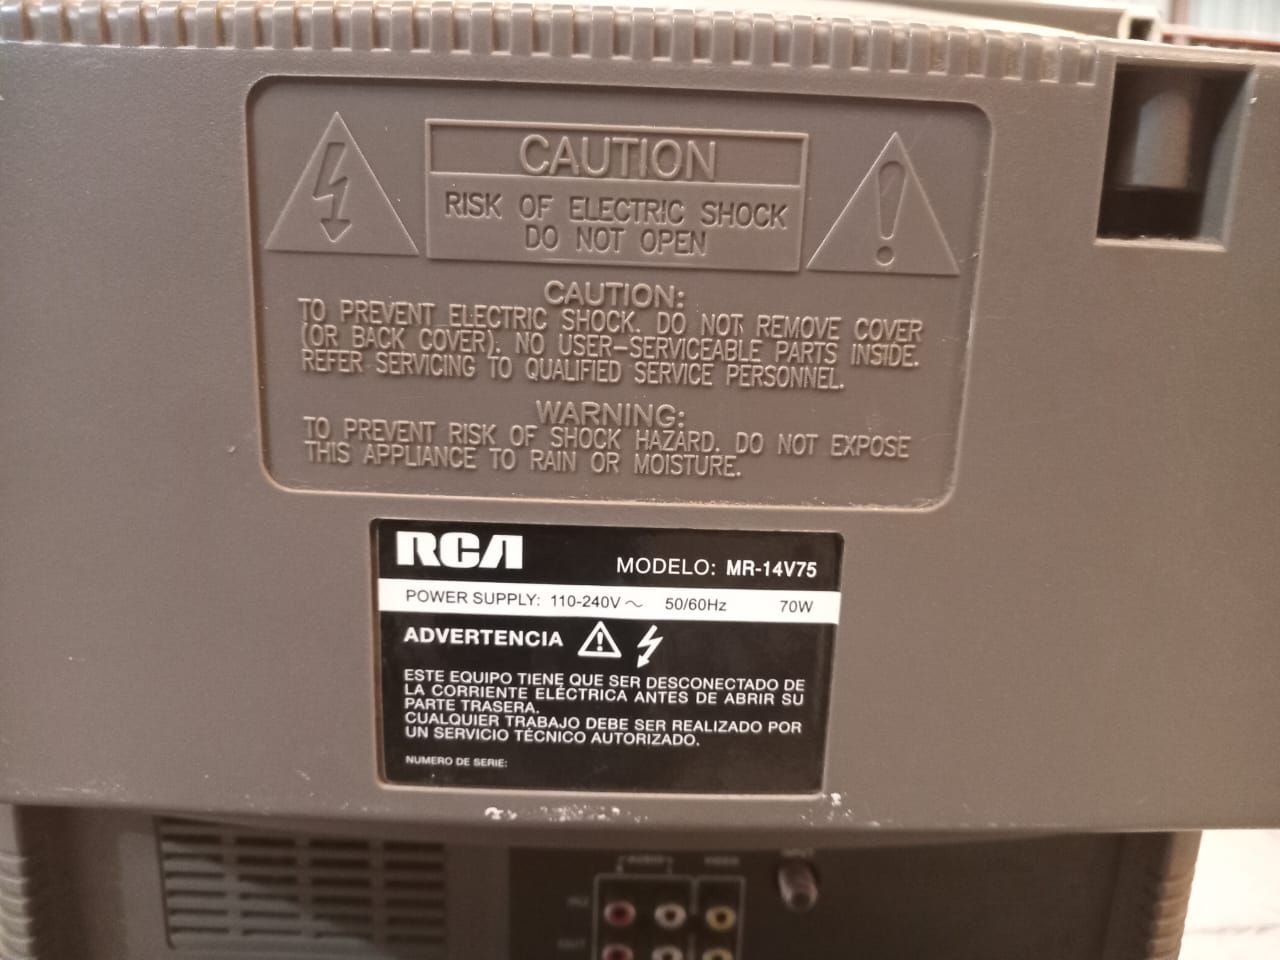 CAUTION
RISK OF ELECTRIC SHOCK
DO NOT OPEN
CAUTION:
TO PREVENT ELECTRIC SHOCK. DO NOT REMOVE COVER
(OR BACK COVER). NO USER-SERVICEABLE PARTS INSIDE.
REFER SERVICING TO QUALIFIED SERVICE PERSONNEL.
WARNING:
TO PREVENT RISK OF SHOCK HAZARD. DO NOT EXPOSE
THIS APPLIANCE TO RAIN OR MOISTURE.
RCA
MODELO: MR-14V75
POWER SUPPLY: 110-240V ~ 50/60Hz 70W
ADVERTENCIA
ESTE EQUIPO TIENE QUE SER DESCONECTADO DE
LA CORRIENTE ELÉCTRICA ANTES DE ABRIR SU
PARTE TRASERA.
CUALQUIER TRABAJO DEBE SER REALIZADO POR
UN SERVICIO TÉCNICO AUTORIZADO.
NUMERO DE SERIE:
AUDIO
OUT